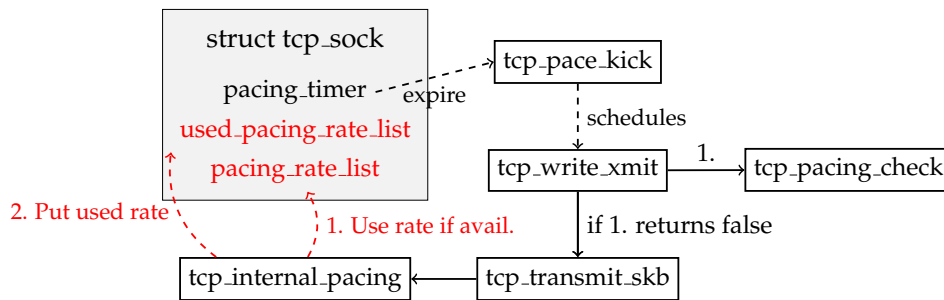 struct tcp_sock
pacing_timer
expire
used_pacing_rate_list
pacing_rate_list
tcp_pace_kick
schedules
tcp_write_xmit
1.
tcp_pacing_check
2. Put used rate
1. Use rate if avail.
if 1. returns false
tcp_internal_pacing
tcp_transmit_skb